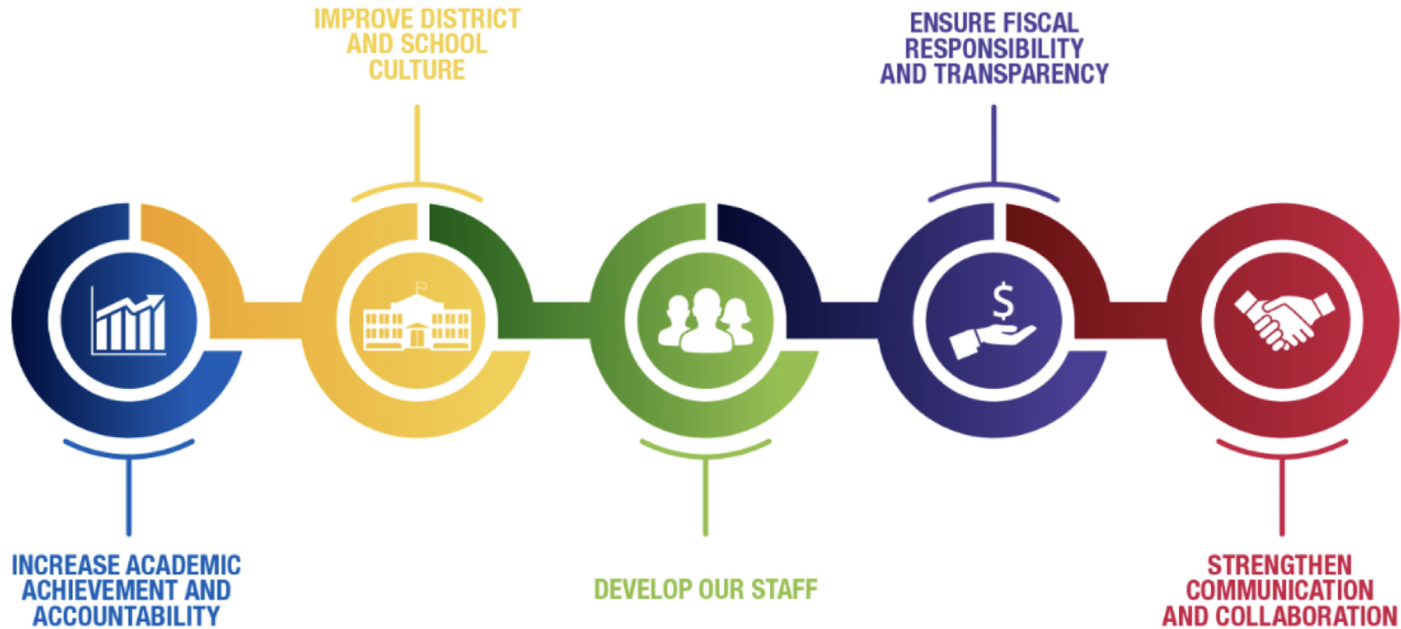 IMPROVE DISTRICT
AND SCHOOL
CULTURE
ENSURE FISCAL
RESPONSIBILITY
AND TRANSPARENCY
$
INCREASE ACADEMIC
ACHIEVEMENT AND
ACCOUNTABILITY
DEVELOP OUR STAFF
STRENGTHEN
COMMUNICATION
AND COLLABORATION